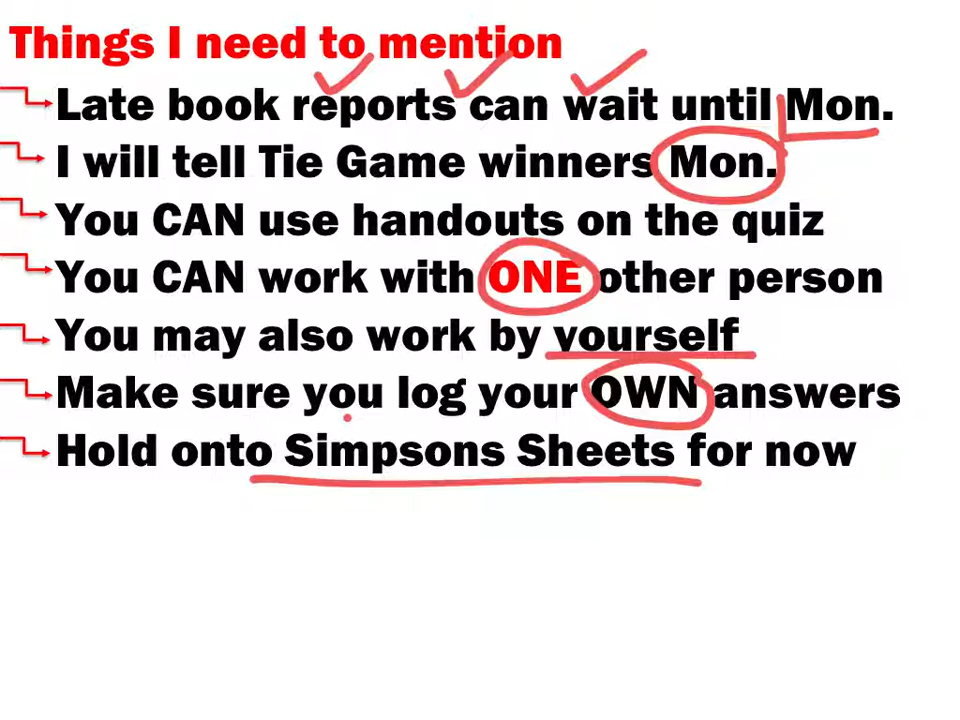 Things I need to mention
Late book reports can wait until Mon.
I will tell Tie Game winners Mon.
You CAN use handouts on the quiz
You CAN work with ONE other person
You may also work by yourself
Make sure you log your OWN answers
Hold onto Simpsons Sheets for now